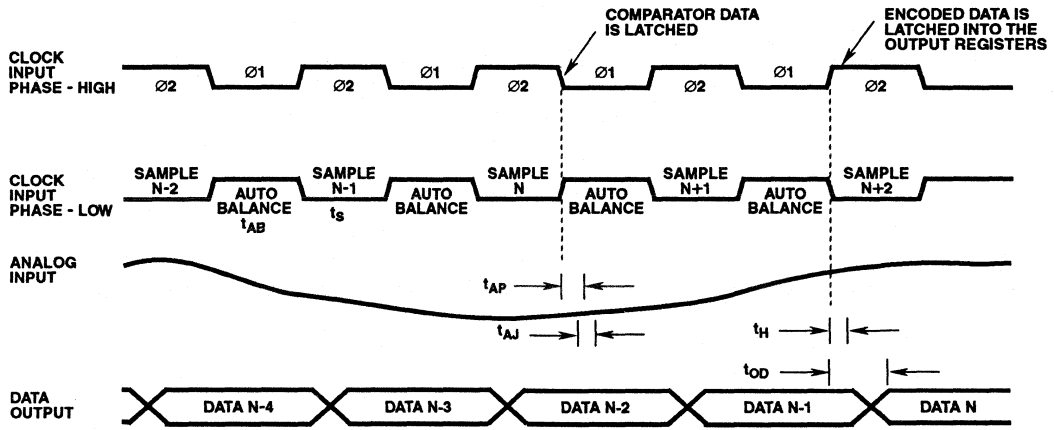 COMPARATOR DATA
IS LATCHED
ENCODED DATA IS
LATCHED INTO THE
OUTPUT REGISTERS
CLOCK
INPUT
PHASE - HIGH
Ø2 Ø1 Ø2 Ø1 Ø2 Ø1 Ø2 Ø1 Ø2
CLOCK
INPUT
PHASE - LOW
SAMPLE
N-2
AUTO
BALANCE
tAB
SAMPLE
N-1
tS
AUTO
BALANCE
SAMPLE
N
AUTO
BALANCE
SAMPLE
N+1
AUTO
BALANCE
SAMPLE
N+2
ANALOG
INPUT
tAP
tAJ
tH
tOD
DATA
OUTPUT
DATA N-4 DATA N-3 DATA N-2 DATA N-1 DATA N